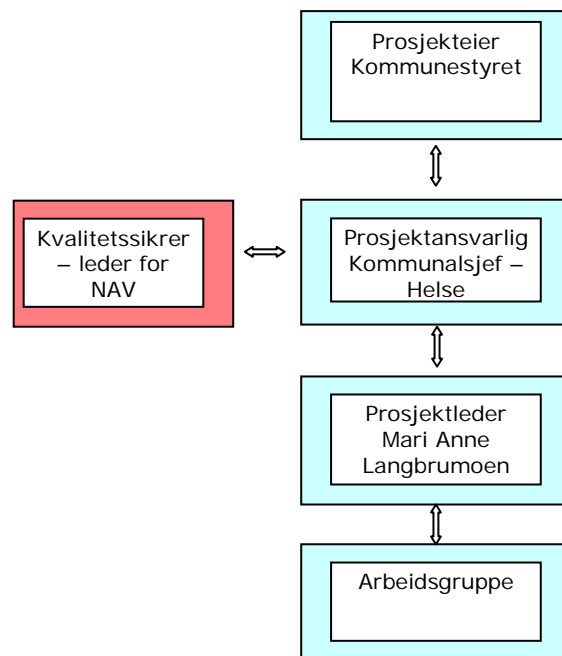 Prosjekteier
Kommunestyret
Kvalitetssikrer
– leder for
NAV
Prosjektansvarlig
Kommunalsjef –
Helse
Prosjektleder
Mari Anne
Langbrumoen
Arbeidsgruppe